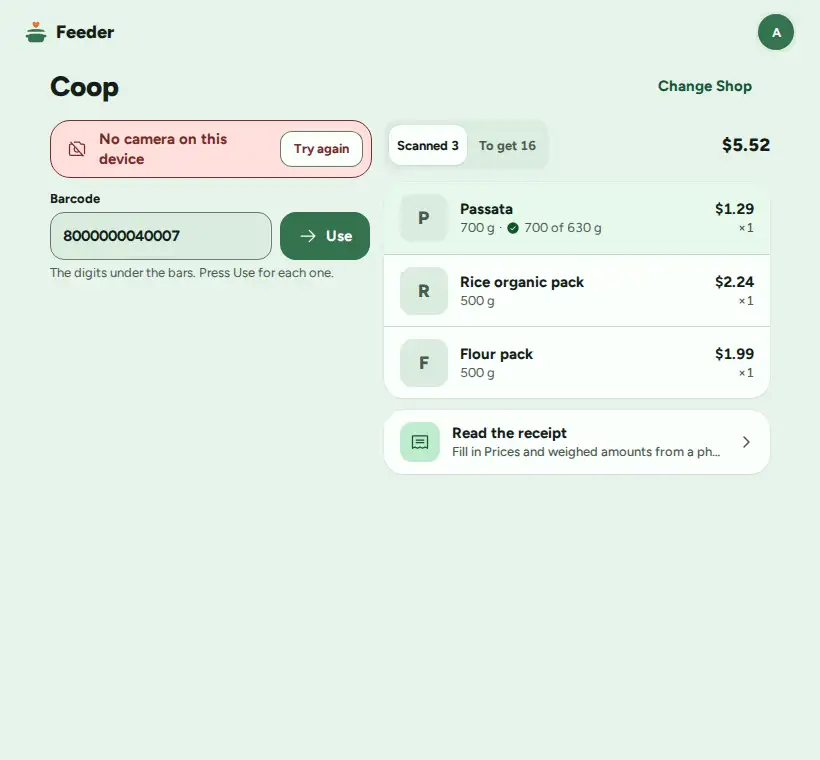 Feeder
A
Coop
Change Shop
No camera on this
device
Try again
Barcode
8000000040007
Use
The digits under the bars. Press Use for each one.
Scanned 3
To get 16
$5.52
P
Passata
$1.29
700 g · 700 of 630 g
×1
R
Rice organic pack
$2.24
500 g
×1
F
Flour pack
$1.99
500 g
×1
Read the receipt
Fill in Prices and weighed amounts from a ph…